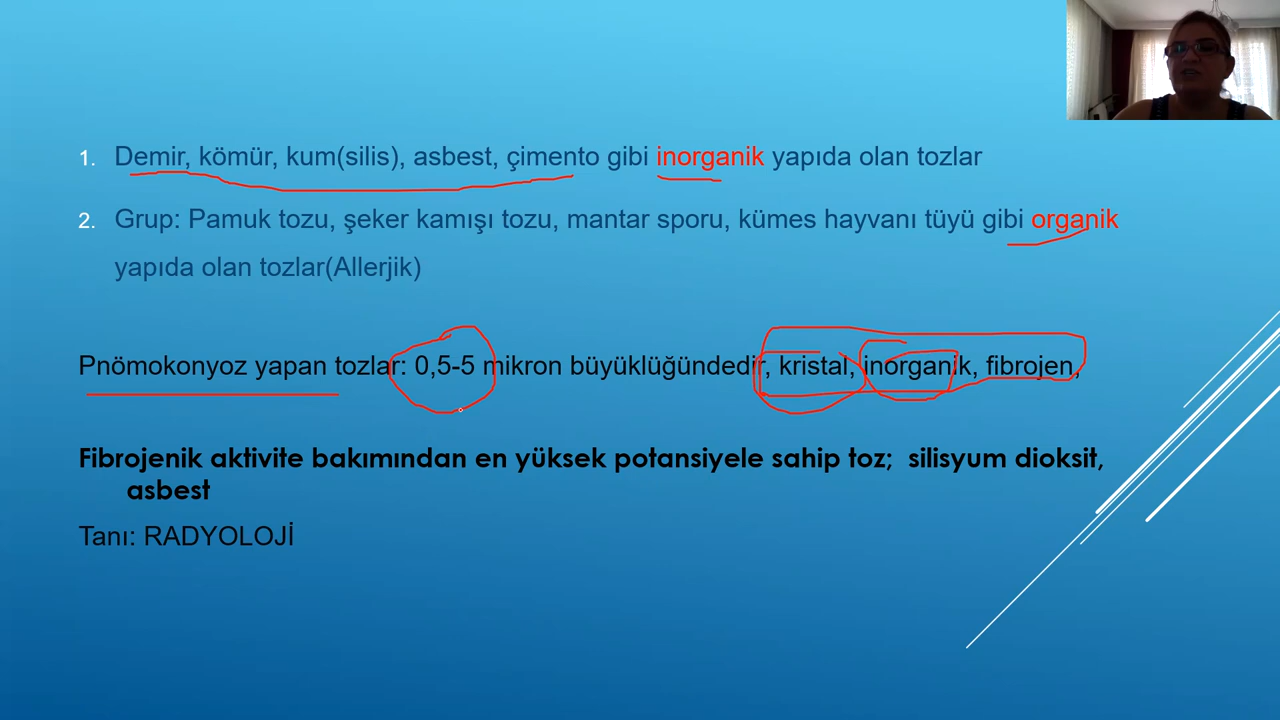 1. Demir, kömür, kum(silis), asbest, çimento gibi inorganik yapıda olan tozlar
2. Grup: Pamuk tozu, şeker kamışı tozu, mantar sporu, kümes hayvanı tüyü gibi organik
yapıda olan tozlar(Allerjik)
Pnömokonyoz yapan tozlar: 0,5-5 mikron büyüklüğündedir, kristal, inorganik, fibrojen,
Fibrojenik aktivite bakımından en yüksek potansiyele sahip toz; silisyum dioksit,
asbest
Tanı: RADYOLOJİ